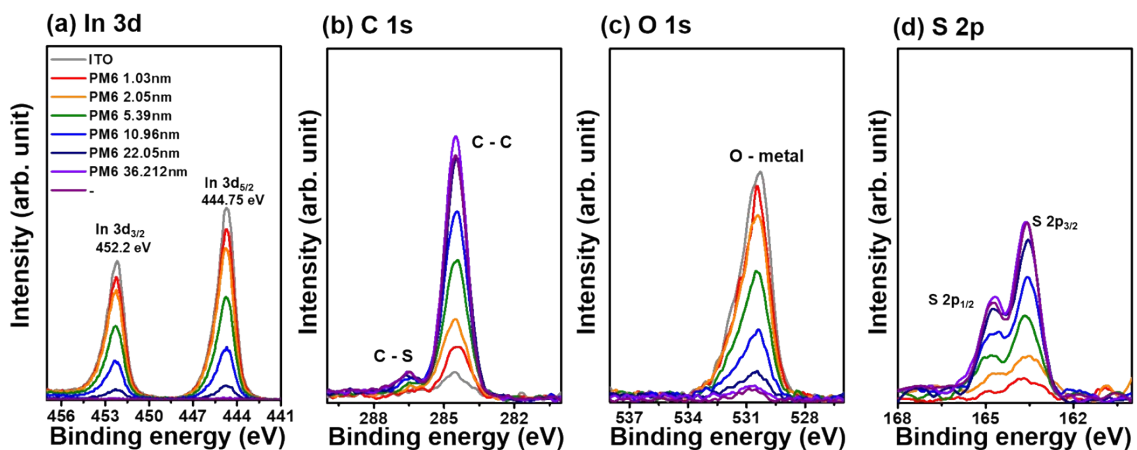 (a) In 3d
ITO
PM6 1.03nm
PM6 2.05nm
PM6 5.39nm
PM6 10.96nm
PM6 22.05nm
PM6 36.212nm
-
In 3d5/2
444.75 eV
In 3d3/2
452.2 eV
Intensity (arb. unit)
456 453 450 447 444 441
Binding energy (eV)
(b) C 1s
C - C
C - S
Intensity (arb. unit)
288 285 282
Binding energy (eV)
(c) O 1s
O - metal
Intensity (arb. unit)
537 534 531 528
Binding energy (eV)
(d) S 2p
S 2p3/2
S 2p1/2
Intensity (arb. unit)
168 165 162
Binding energy (eV)